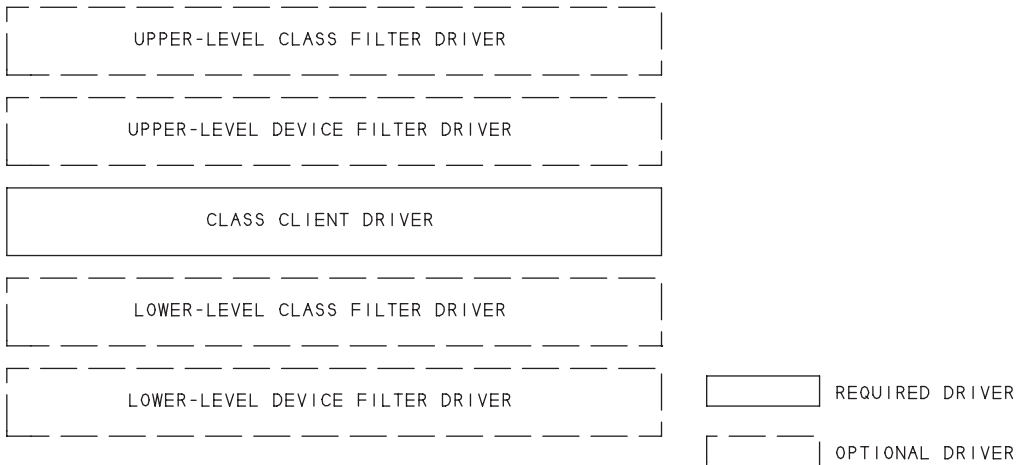 UPPER-LEVEL CLASS FILTER DRIVER
UPPER-LEVEL DEVICE FILTER DRIVER
CLASS CLIENT DRIVER
LOWER-LEVEL CLASS FILTER DRIVER
LOWER-LEVEL DEVICE FILTER DRIVER
REQUIRED DRIVER
OPTIONAL DRIVER